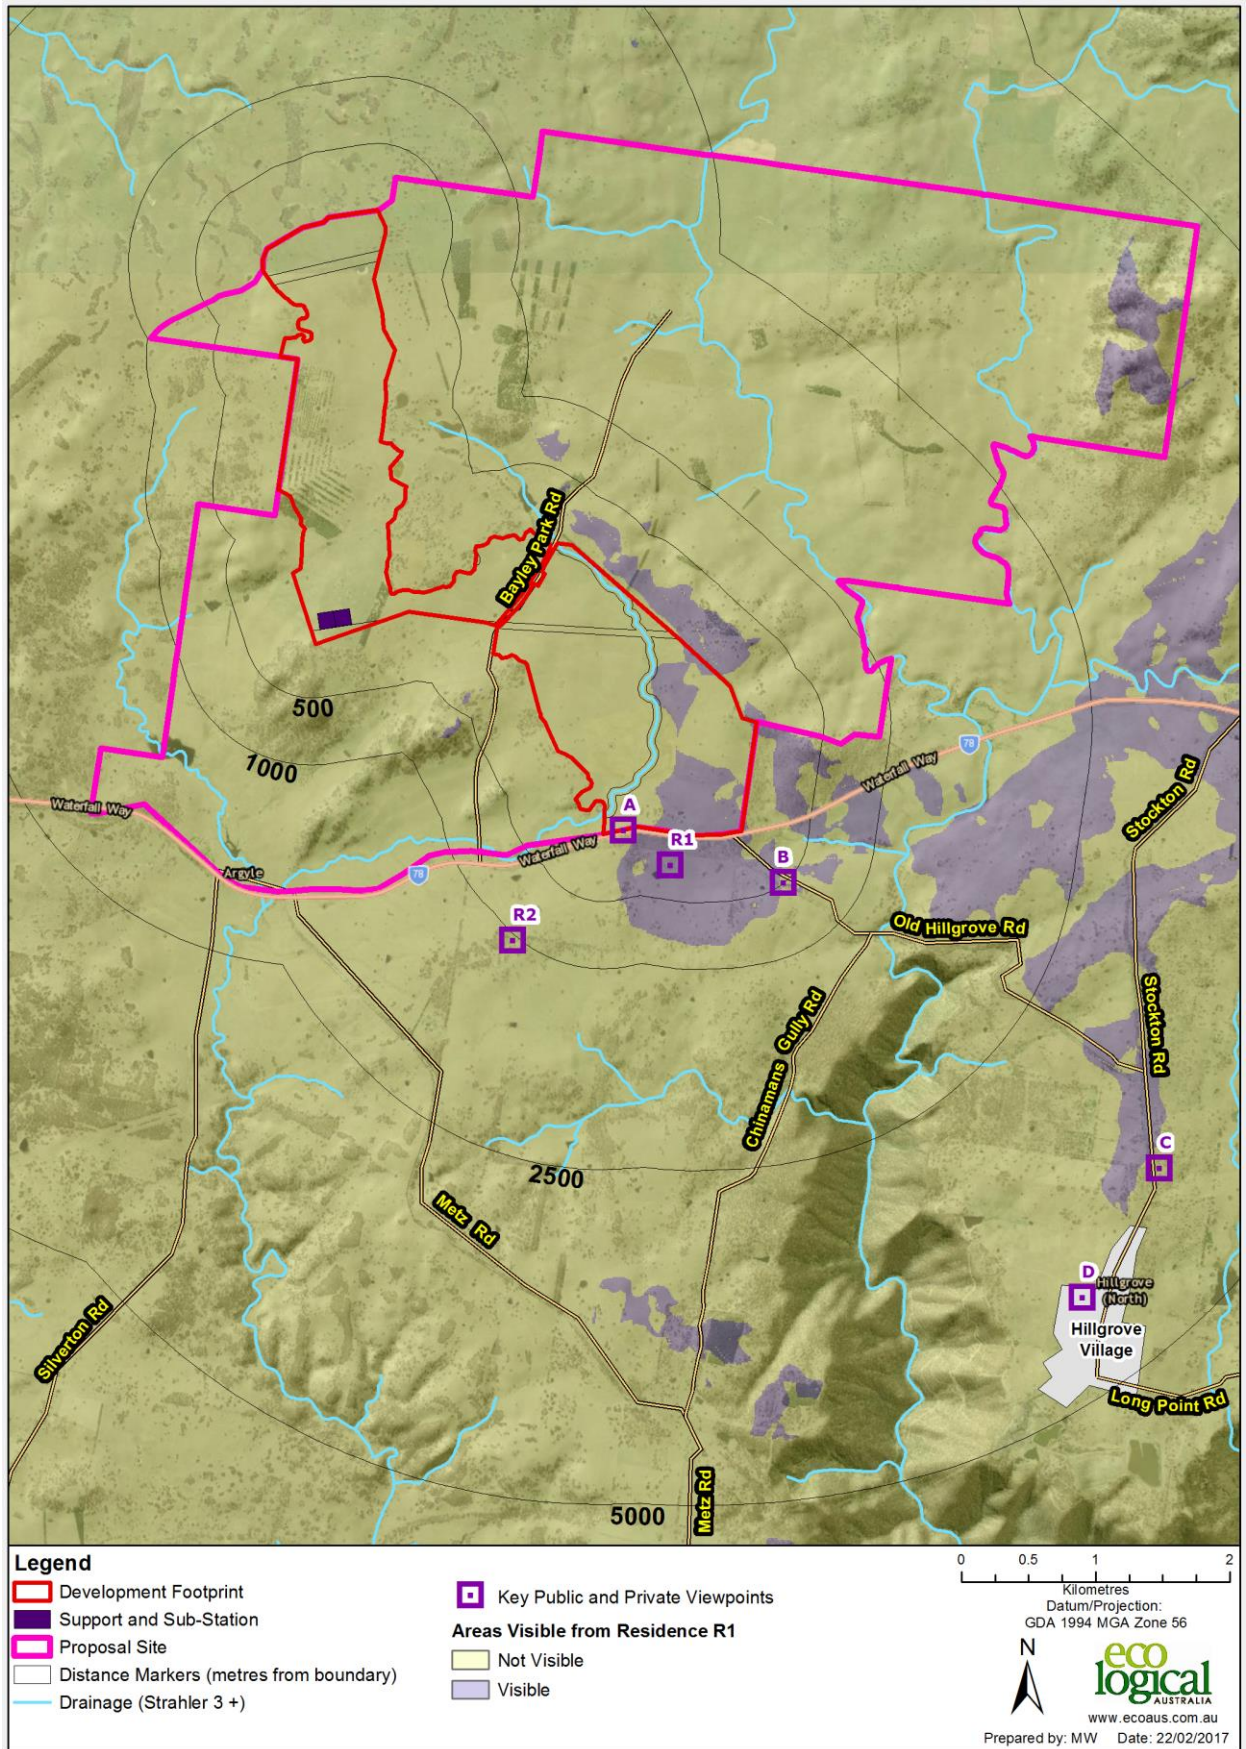 Bayley Park Rd
500
1000
Waterfall Way
78
Waterfall Way
Stockton Rd
A
Waterfall Way
R1
B
Argyle
78
R2
Old Hillgrove Rd
Stockton Rd
Chinamans Gully Rd
C
2500
Metz Rd
D
Hillgrove
(North)
Hillgrove
Village
Silverton Rd
Long Point Rd
5000
Metz Rd
Legend
Development Footprint
Support and Sub-Station
Proposal Site
Distance Markers (metres from boundary)
Drainage (Strahler 3 +)
Key Public and Private Viewpoints
Areas Visible from Residence R1
Not Visible
Visible
0 0.5 1 2
Kilometres
Datum/Projection:
GDA 1994 MGA Zone 56
N
eco
logical
AUSTRALIA
www.ecoaus.com.au
Prepared by: MW Date: 22/02/2017